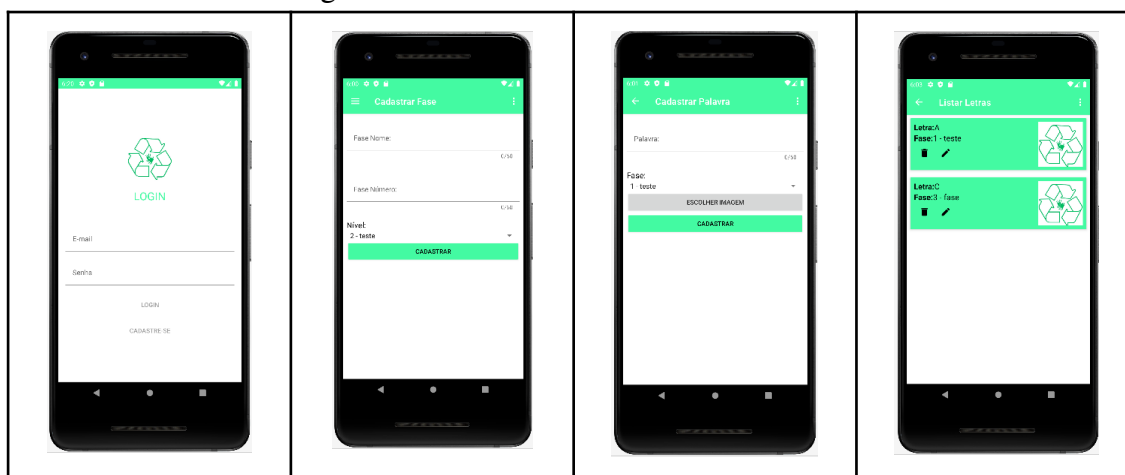 6:20
LOGIN
E-mail
Senha
LOGIN
CADASTRE SE
Cadastrar Fase
Fase Nome:
0/50
Fase Número:
0/50
Nível:
2 - teste
CADASTRAR
Cadastrar Palavra
Palavra:
0/50
Fase:
1 - teste
ESCOLHER IMAGEM
CADASTRAR
Listar Letras
Letra:A
Fase:1 - teste
Letra:C
Fase:3 - fase